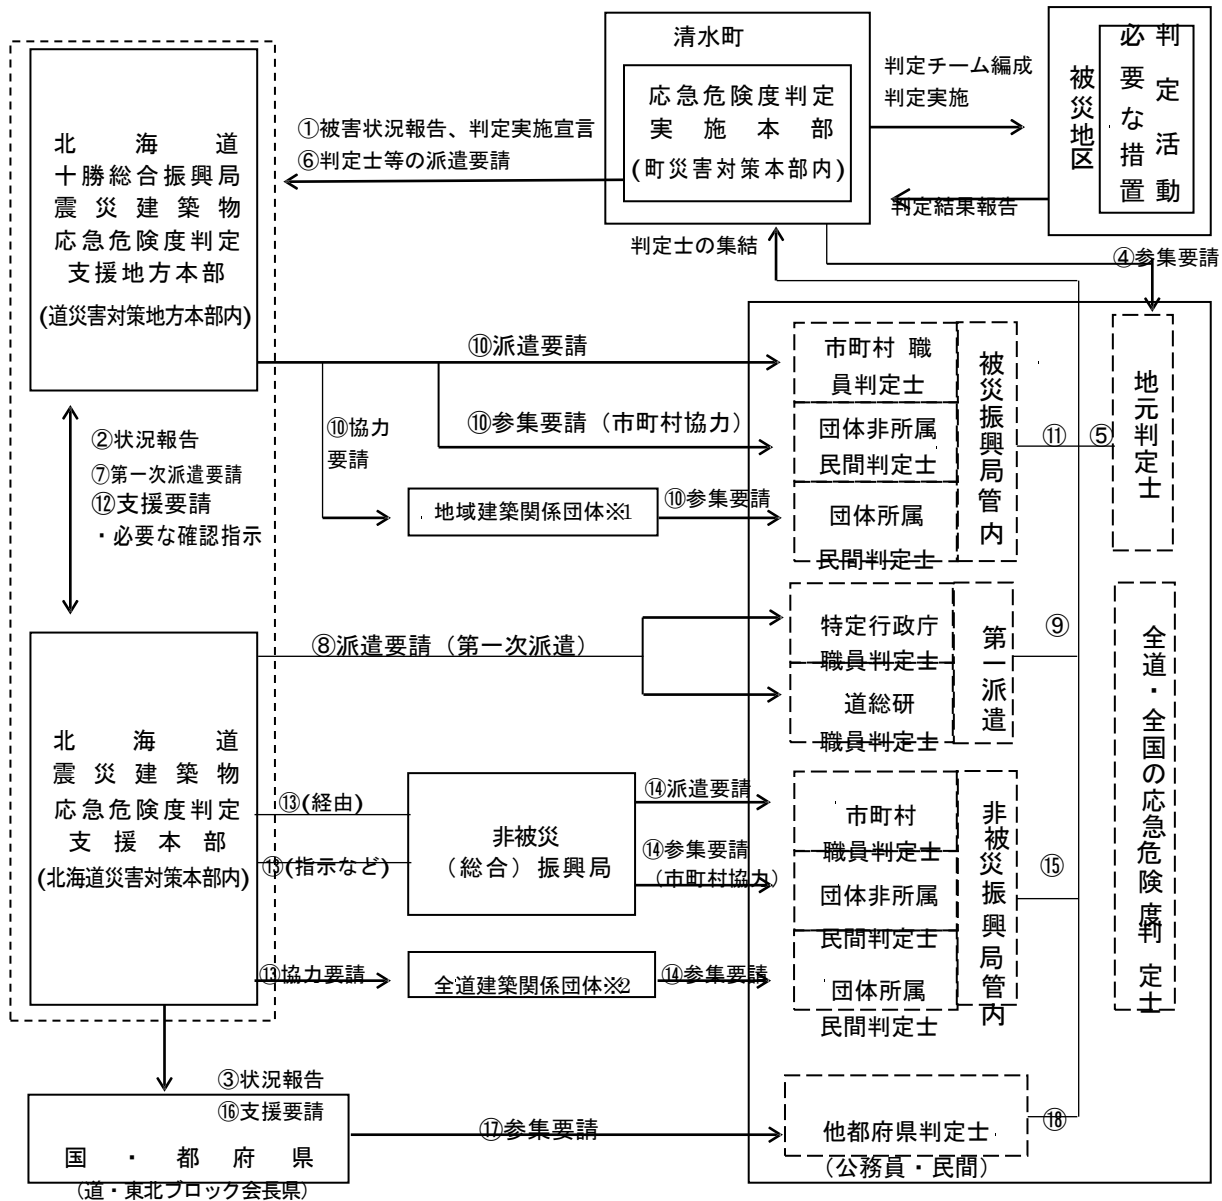 清水町
応急危険度判定
実施本部
(町災害対策本部内)
判定チーム編成
判定実施
判定結果報告
被災地区
必要な措置
判定活動
①被害状況報告、判定実施宣言
⑥判定士等の派遣要請
北海道
十勝総合振興局
震災建築物
応急危険度判定
支援地方本部
(道災害対策地方本部内)
判定士の集結
④参集要請
⑩派遣要請
⑩参集要請（市町村協力）
⑩協力
要請
地域建築関係団体※1
⑩参集要請
市町村 職
員判定士
団体非所属
民間判定士
団体所属
民間判定士
被災振興局管内
⑪
⑤
地元判定士
②状況報告
⑦第一次派遣要請
⑫支援要請
・必要な確認指示
⑧派遣要請（第一次派遣）
特定行政庁
職員判定士
道総研
職員判定士
第一派遣
⑨
全道・全国の応急危険度判定士
北海道
震災建築物
応急危険度判定
支援本部
(北海道災害対策本部内)
⑬(経由)
⑬(指示など)
非被災
（総合）振興局
⑭派遣要請
⑭参集要請
（市町村協力）
市町村
職員判定士
団体非所属
民間判定士
団体所属
民間判定士
非被災振興局管内
⑮
⑬協力要請
全道建築関係団体※2
⑭参集要請
③状況報告
⑯支援要請
国・都府県
（道・東北ブロック会長県）
⑰参集要請
他都府県判定士
（公務員・民間）
⑱